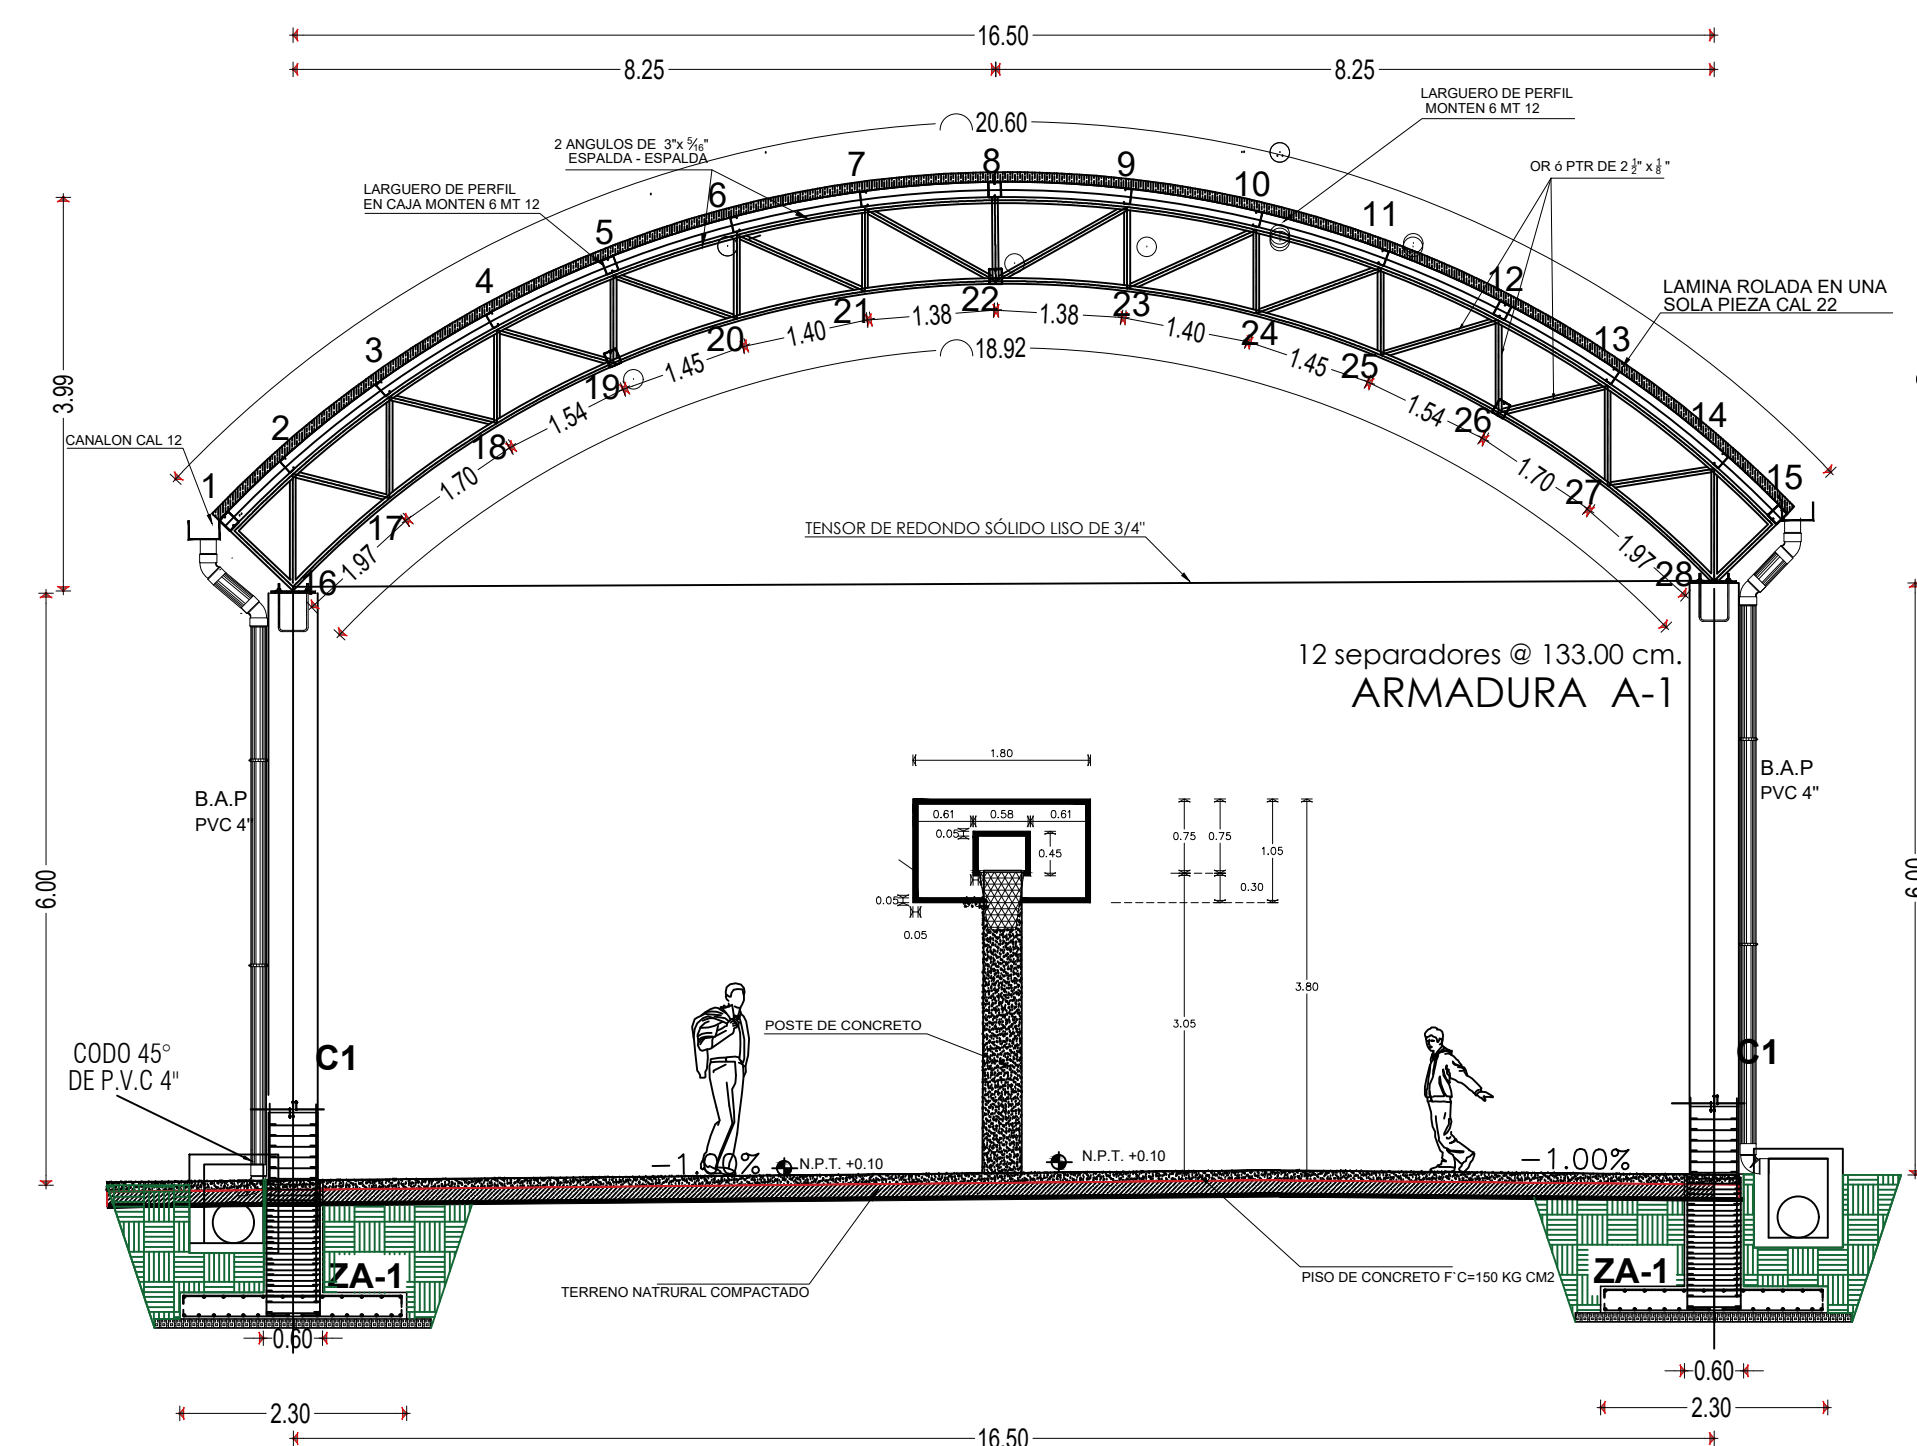 16.50
8.25
8.25
LARGUERO DE PERFIL
MONTEN 6 MT 12
20.60
2 ANGULOS DE 3"x 5/16"
ESPALDA - ESPALDA
OR ó PTR DE 2 1/2" x 1/8"
LARGUERO DE PERFIL
EN CAJA MONTEN 6 MT 12
LAMINA ROLADA EN UNA
SOLA PIEZA CAL 22
CANALON CAL 12
1
2
3
4
5
6
7
8
9
10
11
12
13
14
15
16
17
18
19
20
21
22
23
24
25
26
27
28
1.97
1.70
1.54
1.45
1.40
1.38
1.38
1.40
1.45
1.54
1.70
1.97
18.92
3.99
TENSOR DE REDONDO SÓLIDO LISO DE 3/4"
12 separadores @ 133.00 cm.
ARMADURA A-1
6.00
6.00
B.A.P
PVC 4"
B.A.P
PVC 4"
1.80
0.61
0.58
0.61
0.05
0.45
0.05
0.05
0.75
0.75
1.05
0.30
3.80
3.05
POSTE DE CONCRETO
CODO 45°
DE P.V.C 4"
C1
C1
N.P.T. +0.10
N.P.T. +0.10
-1.00%
ZA-1
ZA-1
TERRENO NATRURAL COMPACTADO
PISO DE CONCRETO F'C=150 KG CM2
0.60
0.60
2.30
2.30
16.50